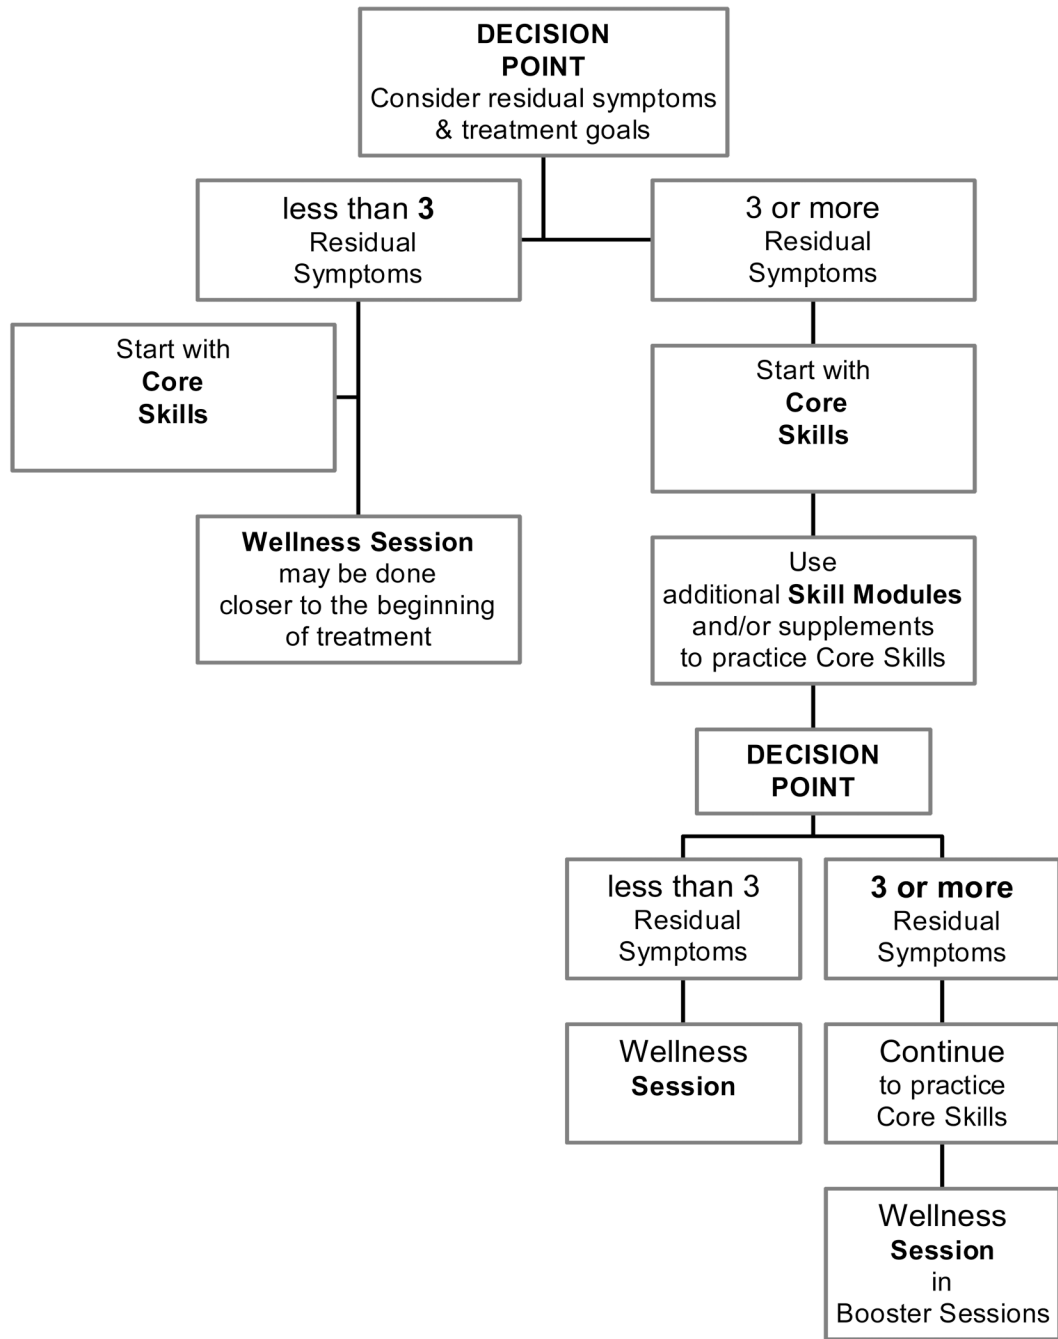 DECISION
POINT
Consider residual symptoms
& treatment goals
less than 3
Residual
Symptoms
3 or more
Residual
Symptoms
Start with
Core
Skills
Start with
Core
Skills
Wellness Session
may be done
closer to the beginning
of treatment
Use
additional Skill Modules
and/or supplements
to practice Core Skills
DECISION
POINT
less than 3
Residual
Symptoms
3 or more
Residual
Symptoms
Wellness
Session
Continue
to practice
Core Skills
Wellness
Session
in
Booster Sessions